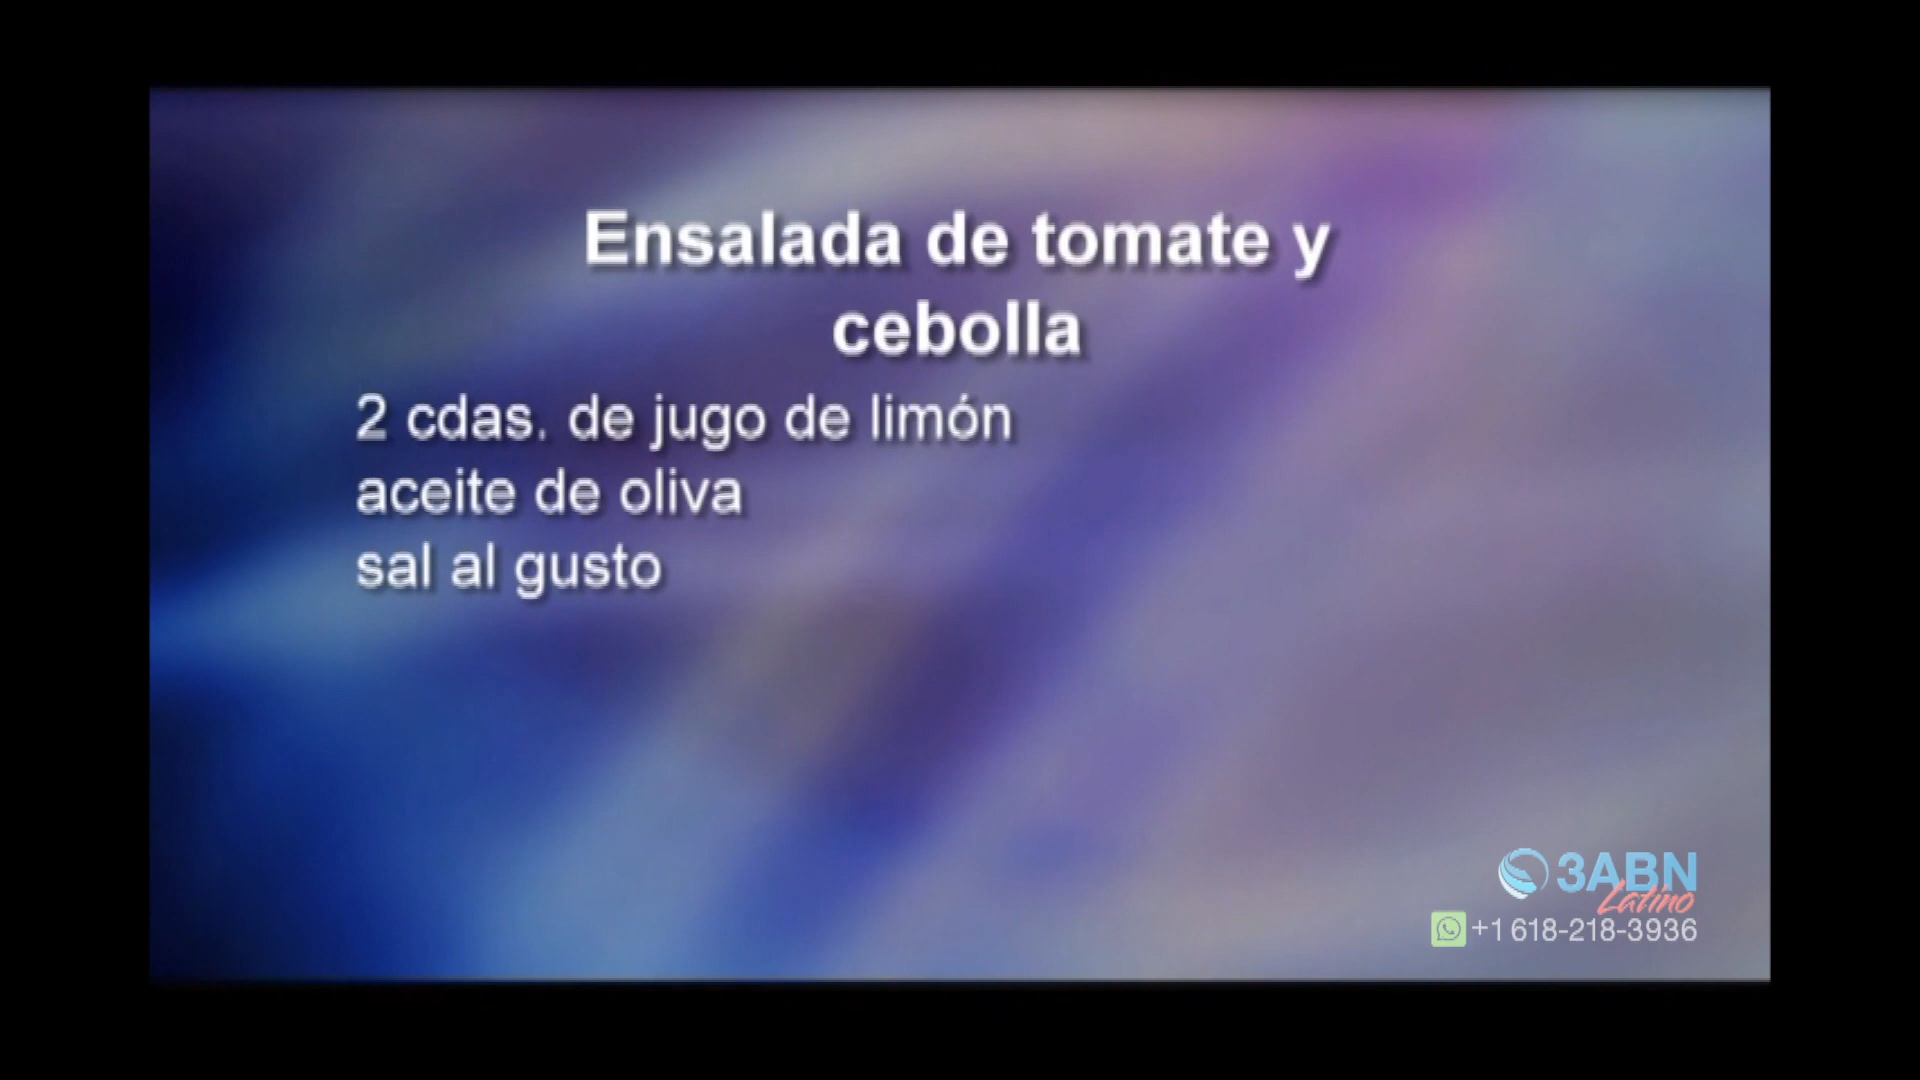 Ensalada de tomate y
cebolla
2 cdas. de jugo de limón
aceite de oliva
sal al gusto
3ABN
Latino
+1 618-218-3936